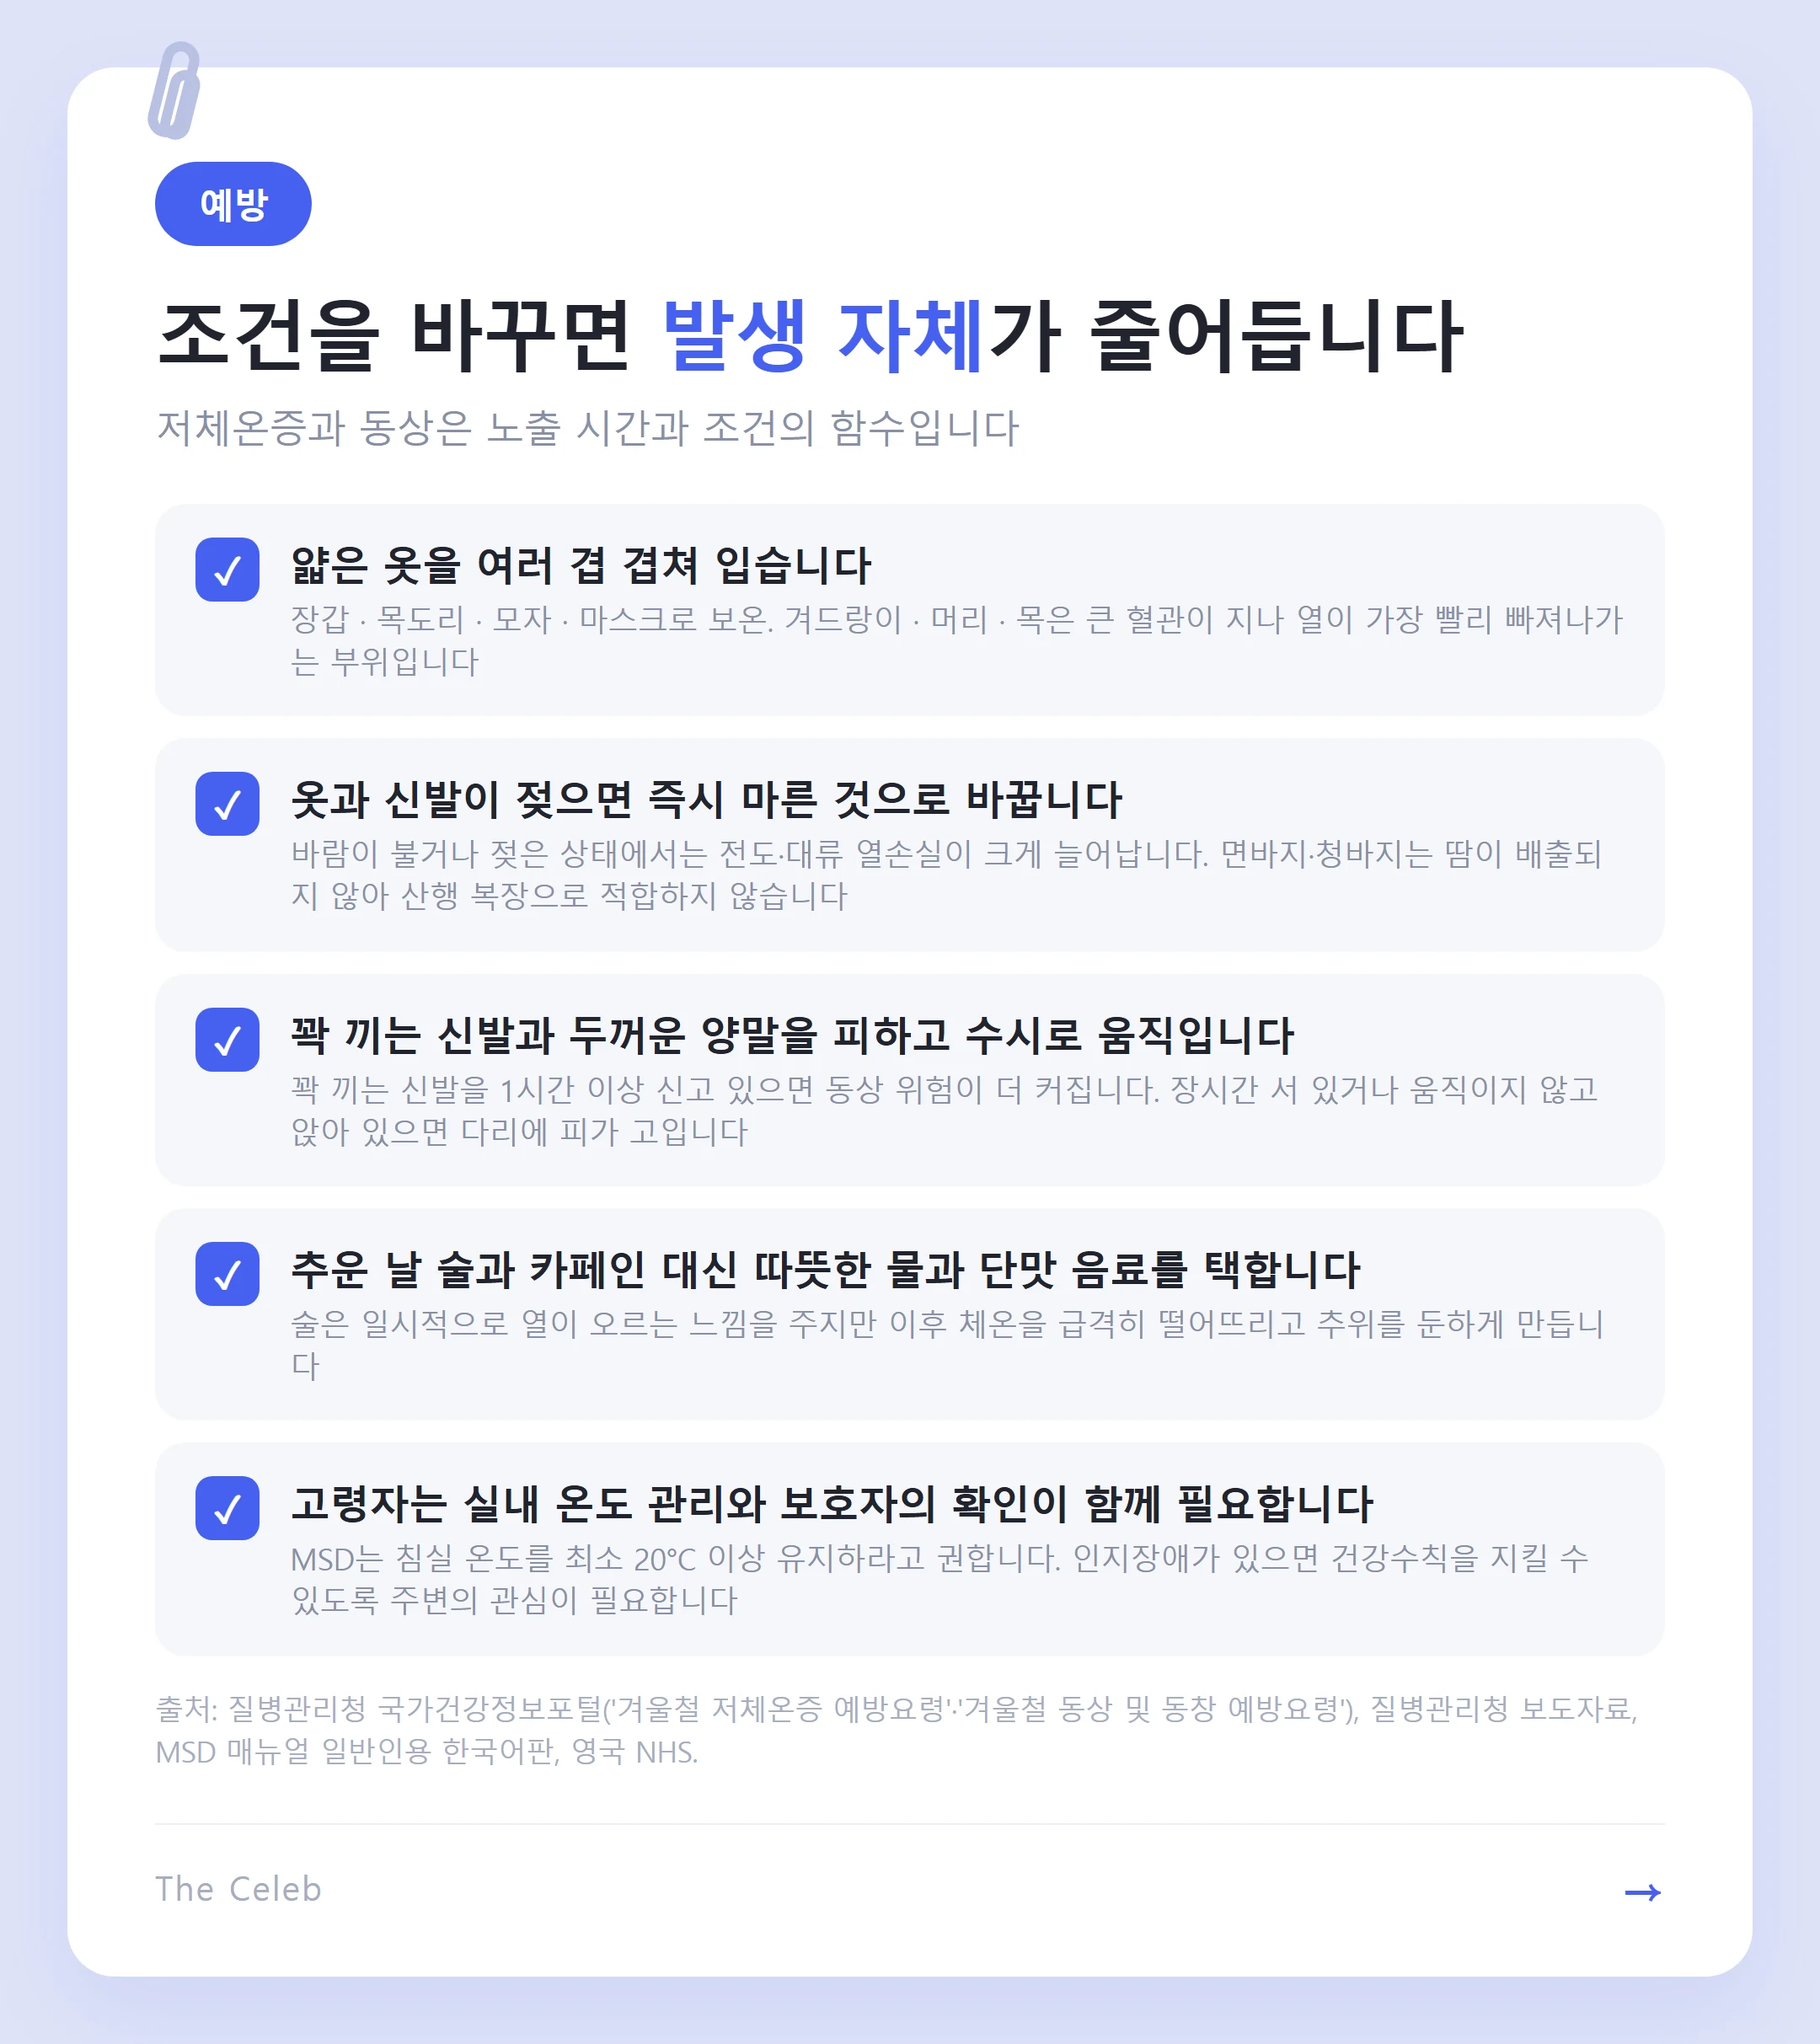 예방
조건을 바꾸면 발생 자체가 줄어듭니다
저체온증과 동상은 노출 시간과 조건의 함수입니다
얇은 옷을 여러 겹 겹쳐 입습니다
장갑 · 목도리 · 모자 · 마스크로 보온. 겨드랑이 · 머리 · 목은 큰 혈관이 지나 열이 가장 빨리 빠져나가
는 부위입니다
옷과 신발이 젖으면 즉시 마른 것으로 바꿉니다
바람이 불거나 젖은 상태에서는 전도·대류 열손실이 크게 늘어납니다. 면바지·청바지는 땀이 배출되
지 않아 산행 복장으로 적합하지 않습니다
꽉 끼는 신발과 두꺼운 양말을 피하고 수시로 움직입니다
꽉 끼는 신발을 1시간 이상 신고 있으면 동상 위험이 더 커집니다. 장시간 서 있거나 움직이지 않고
앉아 있으면 다리에 피가 고입니다
추운 날 술과 카페인 대신 따뜻한 물과 단맛 음료를 택합니다
술은 일시적으로 열이 오르는 느낌을 주지만 이후 체온을 급격히 떨어뜨리고 추위를 둔하게 만듭니
다
고령자는 실내 온도 관리와 보호자의 확인이 함께 필요합니다
MSD는 침실 온도를 최소 20℃ 이상 유지하라고 권합니다. 인지장애가 있으면 건강수칙을 지킬 수
있도록 주변의 관심이 필요합니다
출처: 질병관리청 국가건강정보포털('겨울철 저체온증 예방요령'·'겨울철 동상 및 동창 예방요령'), 질병관리청 보도자료,
MSD 매뉴얼 일반인용 한국어판, 영국 NHS.
The Celeb →